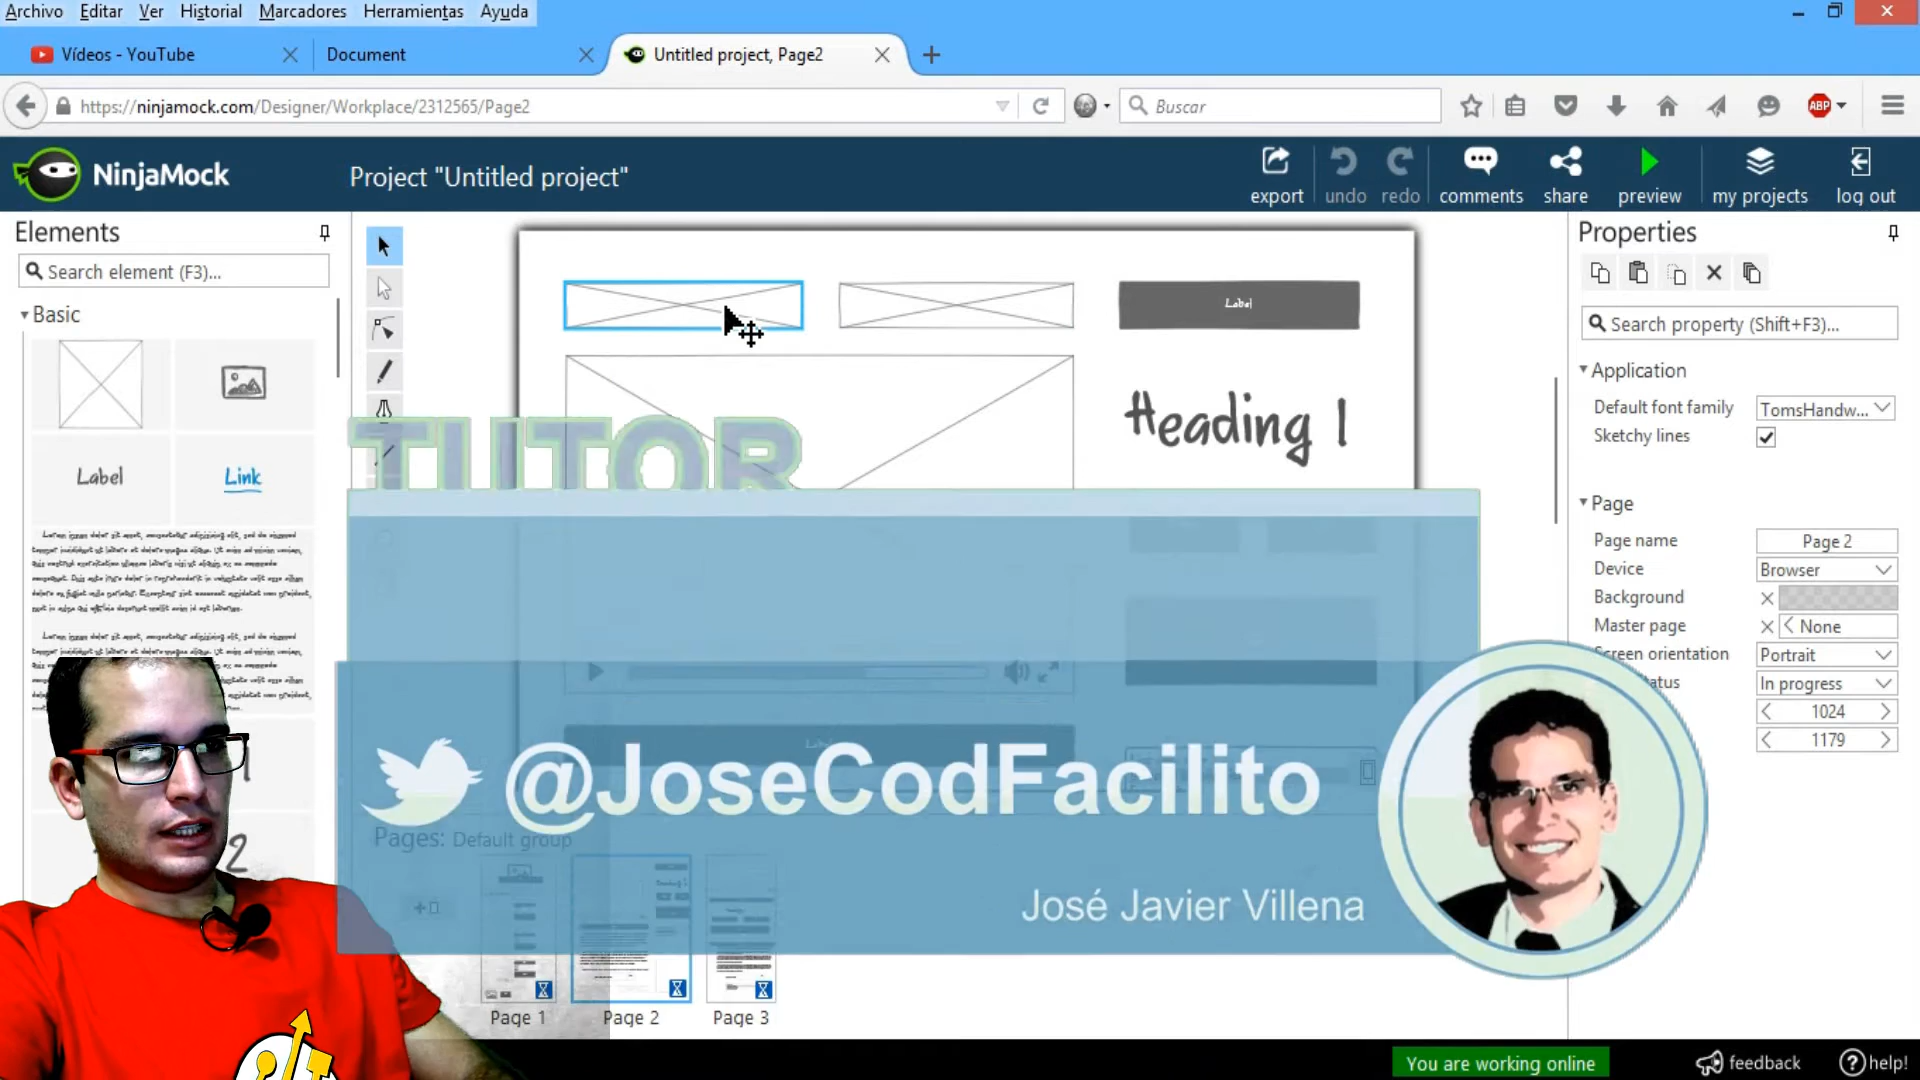 Archivo Editar Ver Historial Marcadores Herramientas Ayuda
Vídeos - YouTube
Document
Untitled project, Page2
https://ninjamock.com/Designer/Workplace/2312565/Page2
Buscar
ABP
NinjaMock
Project "Untitled project"
export
undo
redo
comments
share
preview
my projects
log out
Elements
Search element (F3)...
Basic
Label
Link
Label
Heading 1
TUTOR
@JoseCodFacilito
José Javier Villena
Pages: Default group
Page 1
Page 2
Page 3
Properties
Search property (Shift+F3)...
Application
Default font family
TomsHandw...
Sketchy lines
Page
Page name
Page 2
Device
Browser
Background
Master page
None
Screen orientation
Portrait
In progress
1024
1179
2
You are working online
feedback
help!